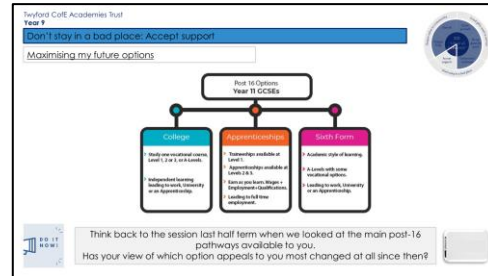 Twyford CofE Academies Trust
Year 9
Don't stay in a bad place: Accept support
Maximising my future options
Post 16 Options
Year 11 GCSEs
College
Study one vocational course, Level 1, 2 or 3, or A-Levels.
Independent learning leading to work, University or an Apprenticeship.
Apprenticeships
Traineeships available at Level 1.
Apprenticeships available at Levels 2 & 3.
Earn as you learn: Wages + Employment+Qualifications.
Leading to full time employment.
Sixth Form
Academic style of learning.
A-Levels with some vocational options.
Leading to work, University or an Apprenticeship.
DO IT
NOW!
Think back to the session last half term when we looked at the main post-16
pathways available to you.
Has your view of which option appeals to you most changed at all since then?